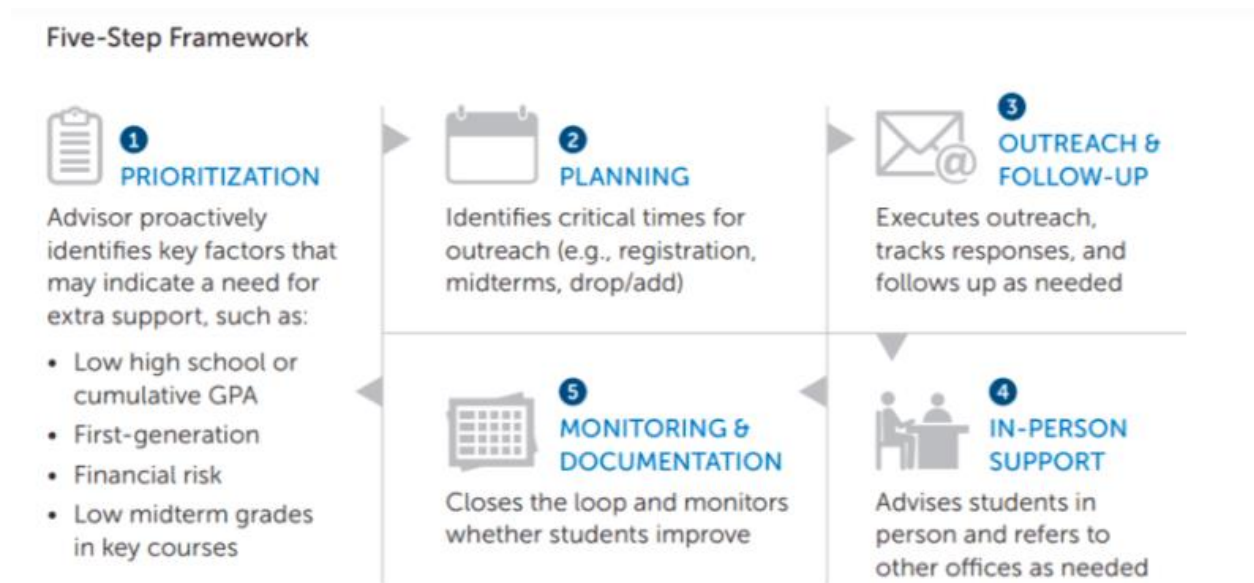 Five-Step Framework
1
PRIORITIZATION
Advisor proactively
identifies key factors that
may indicate a need for
extra support, such as:
• Low high school or
cumulative GPA
• First-generation
• Financial risk
• Low midterm grades
in key courses
2
PLANNING
Identifies critical times for
outreach (e.g., registration,
midterms, drop/add)
3
OUTREACH &
FOLLOW-UP
@
Executes outreach,
tracks responses, and
follows up as needed
4
IN-PERSON
SUPPORT
Advises students in
person and refers to
other offices as needed
5
MONITORING &
DOCUMENTATION
Closes the loop and monitors
whether students improve